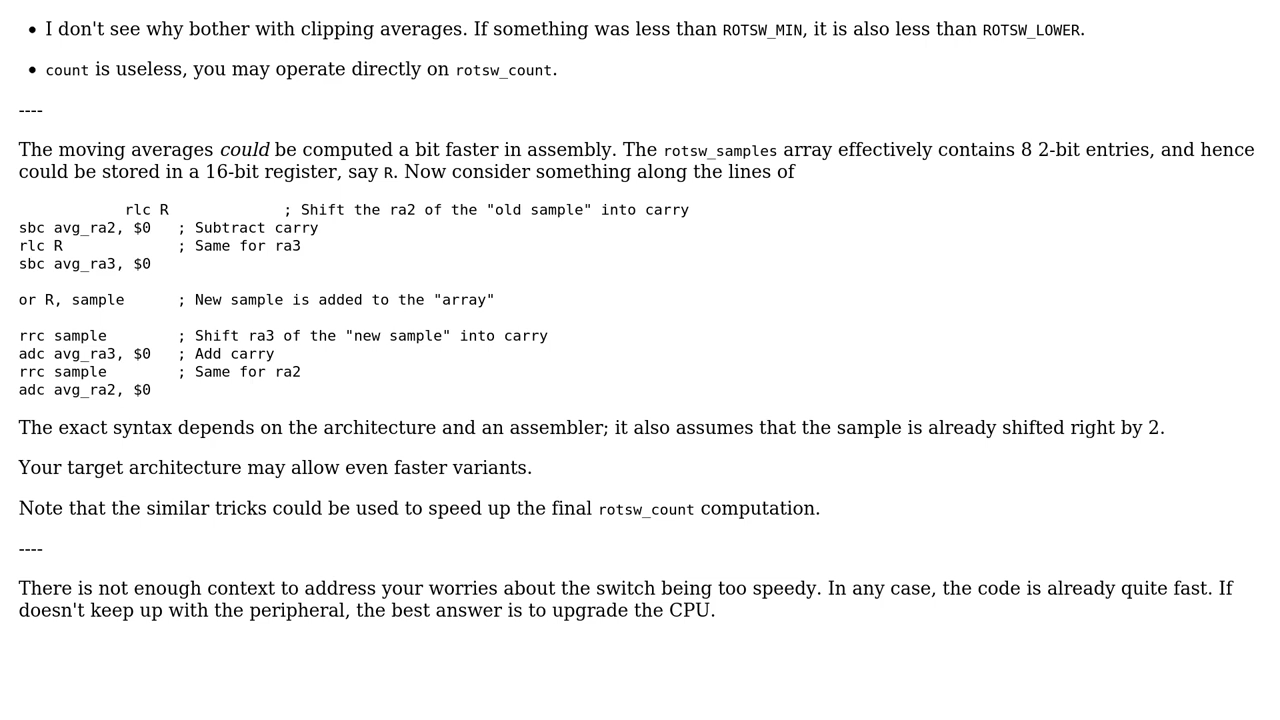 • I don't see why bother with clipping averages. If something was less than ROTSW_MIN, it is also less than ROTSW_LOWER.
• count is useless, you may operate directly on rotsw_count.
----
The moving averages could be computed a bit faster in assembly. The rotsw_samples array effectively contains 8 2-bit entries, and hence
could be stored in a 16-bit register, say R. Now consider something along the lines of
            rlc R             ; Shift the ra2 of the "old sample" into carry
sbc avg_ra2, $0   ; Subtract carry
rlc R             ; Same for ra3
sbc avg_ra3, $0
or R, sample      ; New sample is added to the "array"
rrc sample        ; Shift ra3 of the "new sample" into carry
adc avg_ra3, $0   ; Add carry
rrc sample        ; Same for ra2
adc avg_ra2, $0
The exact syntax depends on the architecture and an assembler; it also assumes that the sample is already shifted right by 2.
Your target architecture may allow even faster variants.
Note that the similar tricks could be used to speed up the final rotsw_count computation.
----
There is not enough context to address your worries about the switch being too speedy. In any case, the code is already quite fast. If
doesn't keep up with the peripheral, the best answer is to upgrade the CPU.